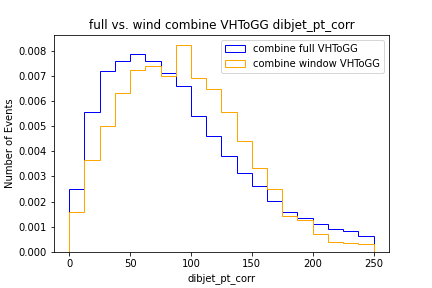 full vs. wind combine VHToGG dibjet_pt_corr
combine full VHToGG
combine window VHToGG
Number of Events
0.008
0.007
0.006
0.005
0.004
0.003
0.002
0.001
0.000
0 50 100 150 200 250
dibjet_pt_corr